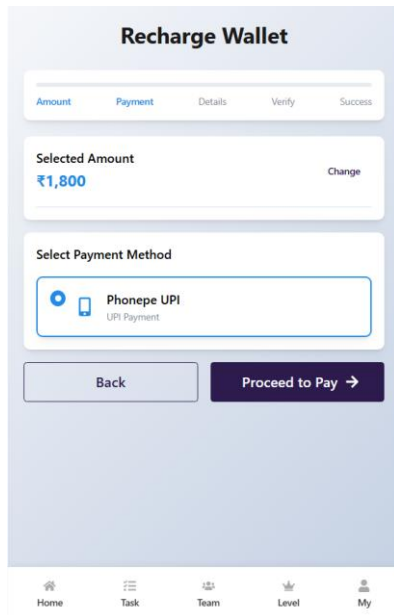 Recharge Wallet
Amount Payment Details Verify Success
Selected Amount
₹1,800
Change
Select Payment Method
Phonepe UPI
UPI Payment
Back
Proceed to Pay →
Home Task Team Level My